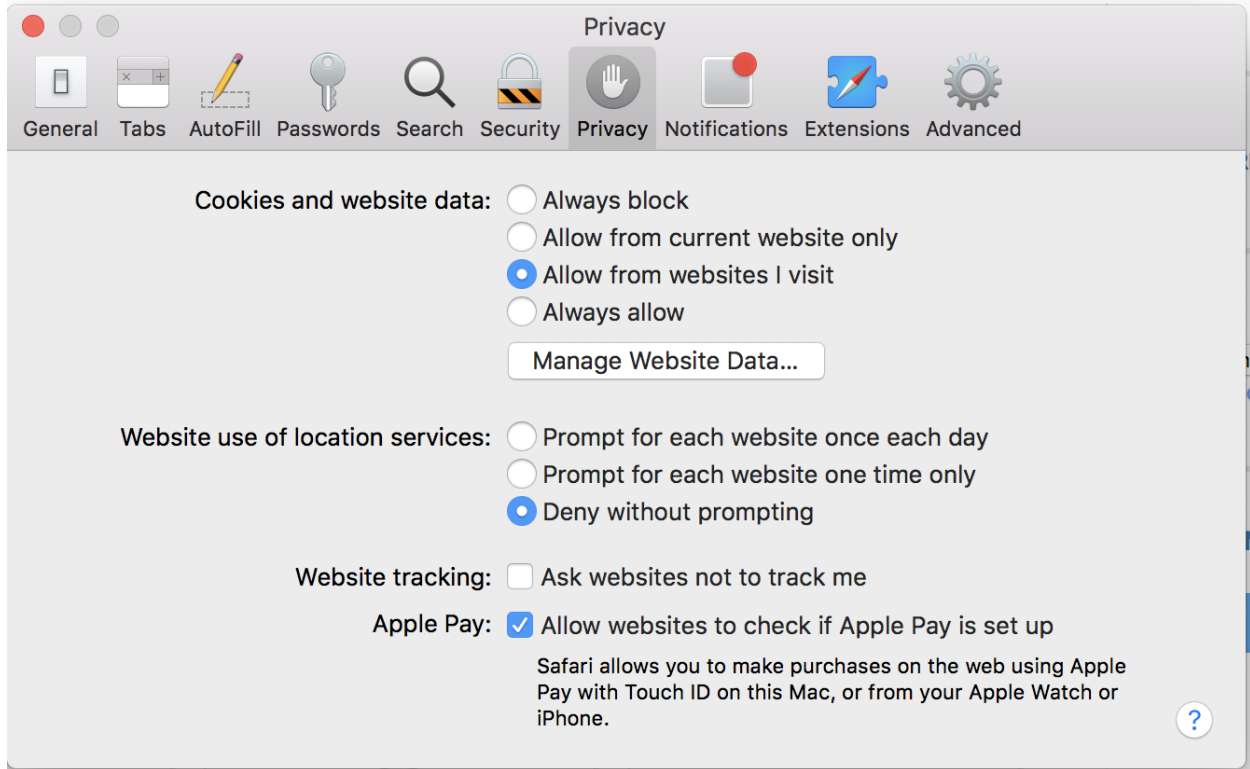 Privacy
General Tabs AutoFill Passwords Search Security Privacy Notifications Extensions Advanced
Cookies and website data: Always block
Allow from current website only
Allow from websites I visit
Always allow
Manage Website Data...
Website use of location services: Prompt for each website once each day
Prompt for each website one time only
Deny without prompting
Website tracking: Ask websites not to track me
Apple Pay: Allow websites to check if Apple Pay is set up
Safari allows you to make purchases on the web using Apple
Pay with Touch ID on this Mac, or from your Apple Watch or
iPhone.
?